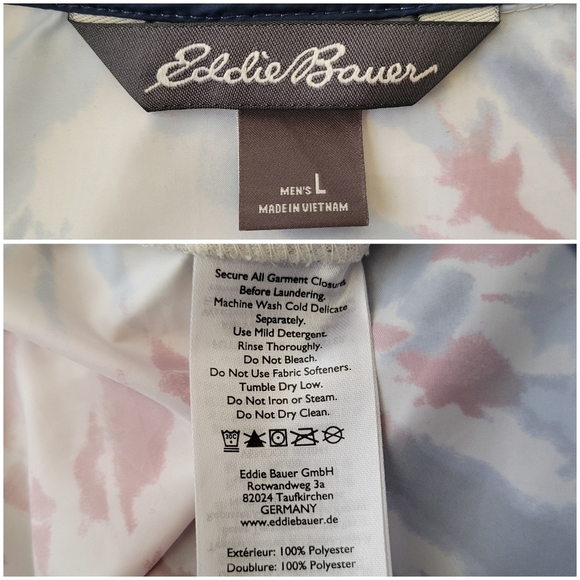 Eddie Bauer
MEN'S L
MADE IN VIETNAM
Secure All Garment Closures
Before Laundering.
Machine Wash Cold Delicate
Separately.
Use Mild Detergent.
Rinse Thoroughly.
Do Not Bleach.
Do Not Use Fabric Softeners.
Tumble Dry Low.
Do Not Iron or Steam.
Do Not Dry Clean.
30C
Eddie Bauer GmbH
Rotwandweg 3a
82024 Taufkirchen
GERMANY
www.eddiebauer.de
Extérieur: 100% Polyester
Doublure: 100% Polyester